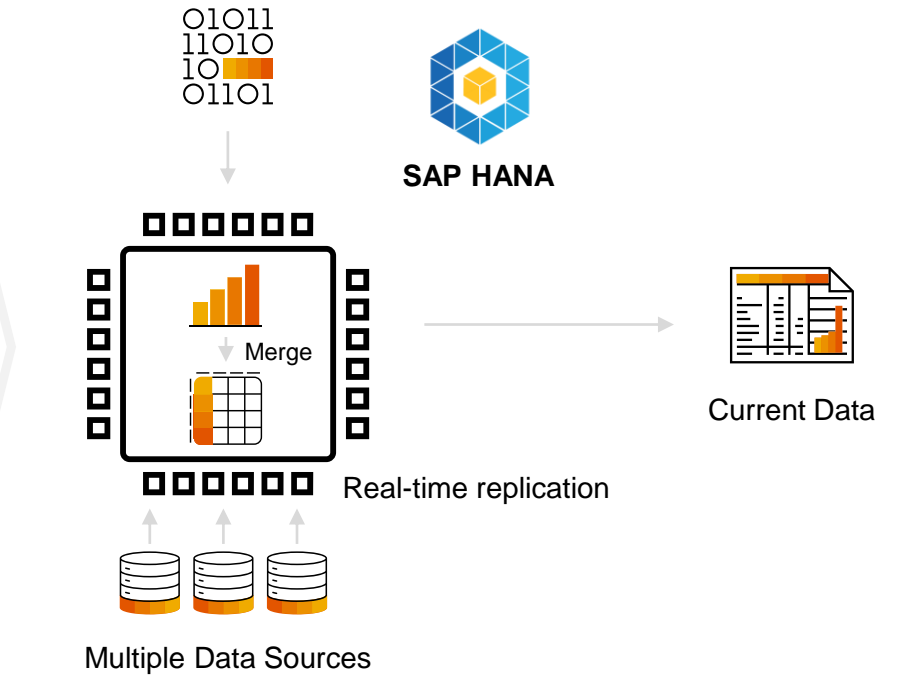 01011
11010
10
01101
SAP HANA
Merge
Current Data
Real-time replication
Multiple Data Sources